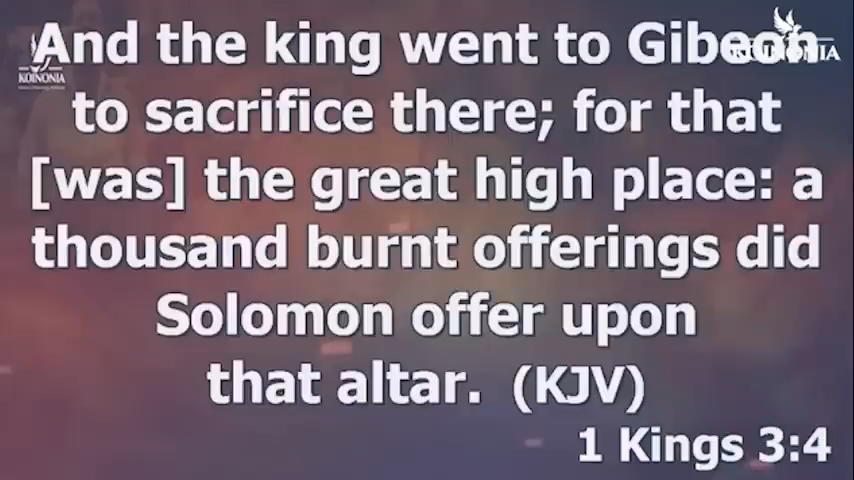 And the king went to Gibeon
to sacrifice there; for that
[was] the great high place: a
thousand burnt offerings did
Solomon offer upon
that altar. (KJV)
1 Kings 3:4
KOINONIA
KOINONIA